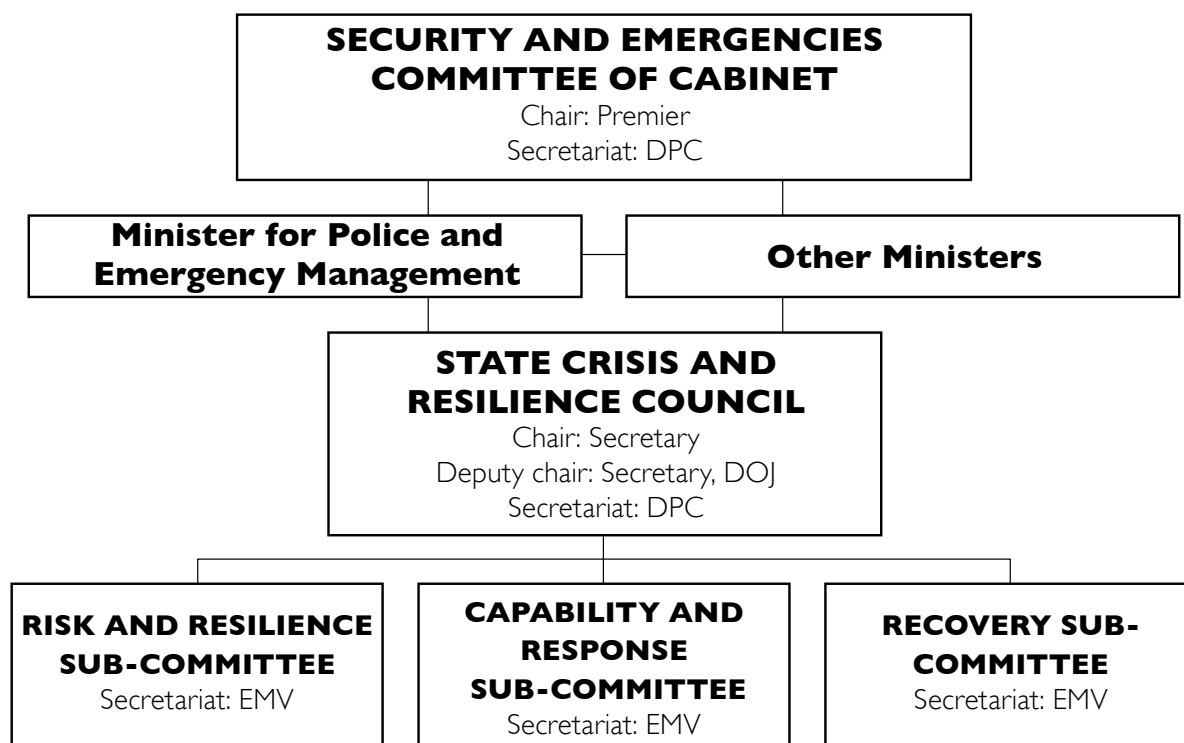 SECURITY AND EMERGENCIES
COMMITTEE OF CABINET
Chair: Premier
Secretariat: DPC
Minister for Police and
Emergency Management
Other Ministers
STATE CRISIS AND
RESILIENCE COUNCIL
Chair: Secretary
Deputy chair: Secretary, DOJ
Secretariat: DPC
RISK AND RESILIENCE
SUB-COMMITTEE
Secretariat: EMV
CAPABILITY AND
RESPONSE
SUB-COMMITTEE
Secretariat: EMV
RECOVERY SUB-
COMMITTEE
Secretariat: EMV